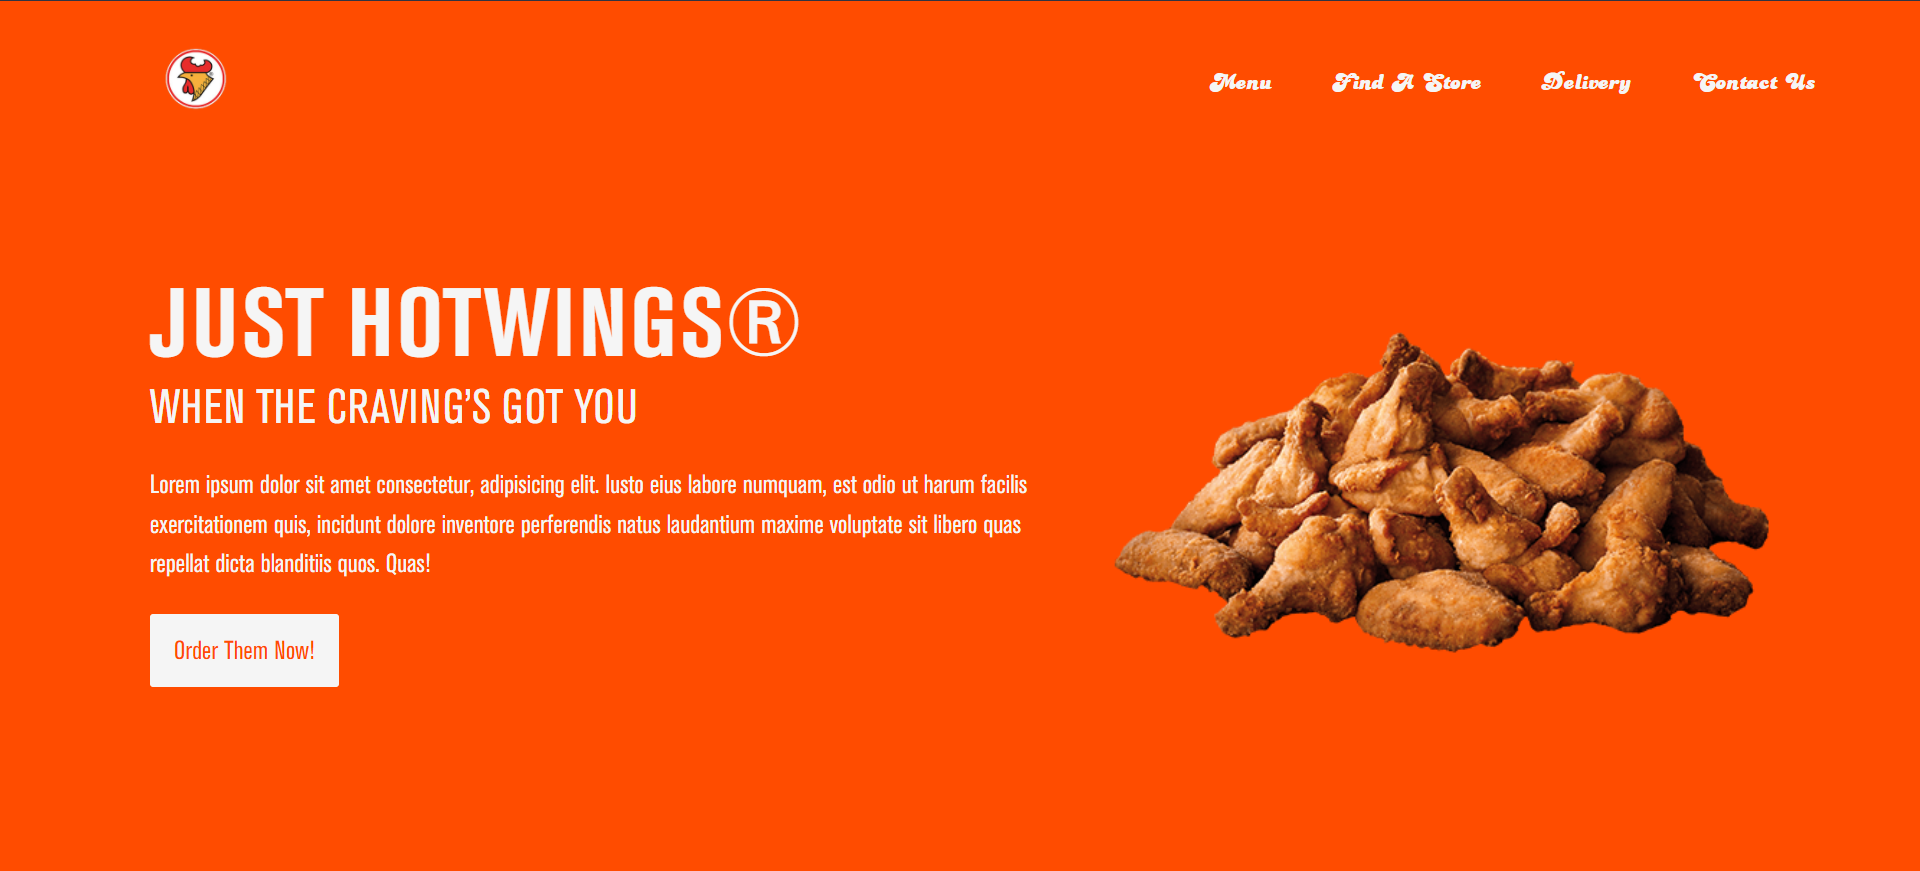 Menu Find A Store Delivery Contact Us
JUST HOTWINGS®
WHEN THE CRAVING’S GOT YOU
Lorem ipsum dolor sit amet consectetur, adipisicing elit. Iusto eius labore numquam, est odio ut harum facilis
exercitationem quis, incidunt dolore inventore perferendis natus laudantium maxime voluptate sit libero quas
repellat dicta blanditiis quos. Quas!
Order Them Now!